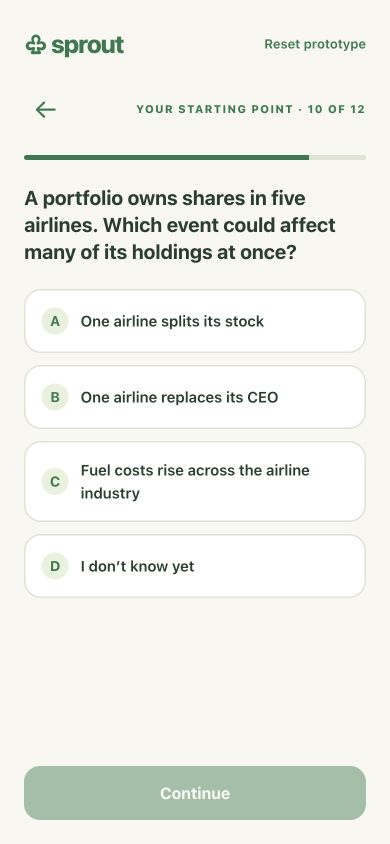 sprout
Reset prototype
YOUR STARTING POINT · 10 OF 12
A portfolio owns shares in five
airlines. Which event could affect
many of its holdings at once?
A One airline splits its stock
B One airline replaces its CEO
C Fuel costs rise across the airline
industry
D I don’t know yet
Continue